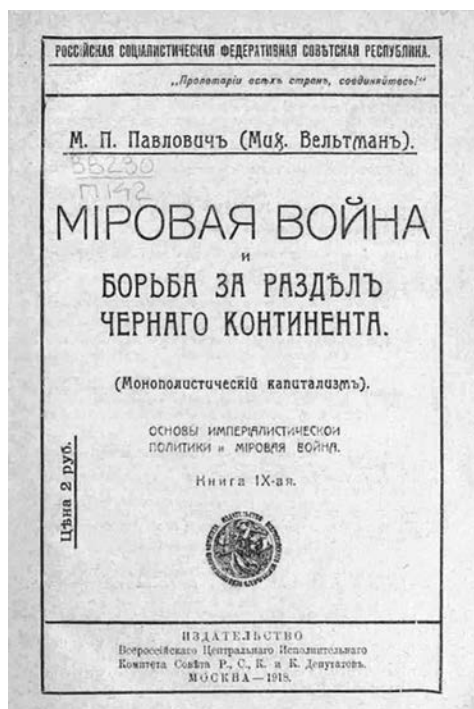 РОССІЙСКАЯ СОЦІАЛИСТИЧЕСКАЯ ФЕДЕРАТИВНАЯ СОВѢТСКАЯ РЕСПУБЛИКА.
„Пролетаріи всѣхъ странъ, соединяйтесь!“
М. П. Павловичъ (Мих. Вельтманъ).
ВБ230
П142
МІРОВАЯ ВОЙНА
И
БОРЬБА ЗА РАЗДѢЛЪ
ЧЕРНАГО КОНТИНЕНТА.
(Монополистическій капитализмъ).
ОСНОВЫ ИМПЕРІАЛИСТИЧЕСКОЙ
ПОЛИТИКИ и МІРОВАЯ ВОЙНА.
Книга IX-ая.
Цѣна 2 руб.
ИЗДАТЕЛЬСТВО
Всероссійскаго Центральнаго Исполнительнаго
Комитета Совѣта Р., С., К. и К. Депутатовъ.
МОСКВА—1918.